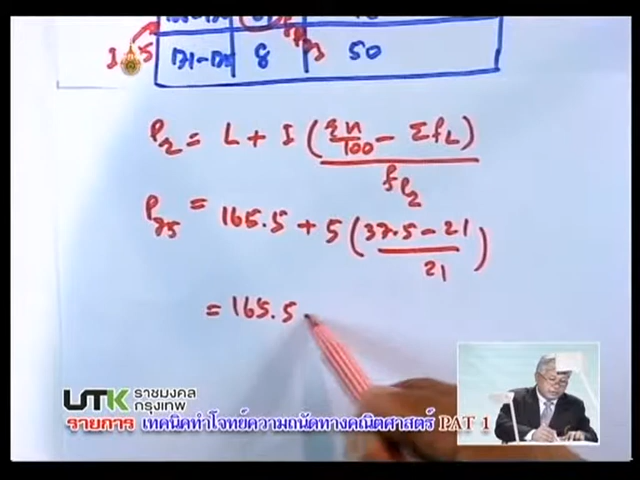 I = 5
171-175 8 50
P_r = L + I ( rN/100 - Σf_L ) / f_Pr
P_75 = 165.5 + 5 ( 37.5 - 21 / 21 )
= 165.5
UTK ราชมงคล
กรุงเทพ
รายการ เทคนิคทำโจทย์ความถนัดทางคณิตศาสตร์ PAT 1